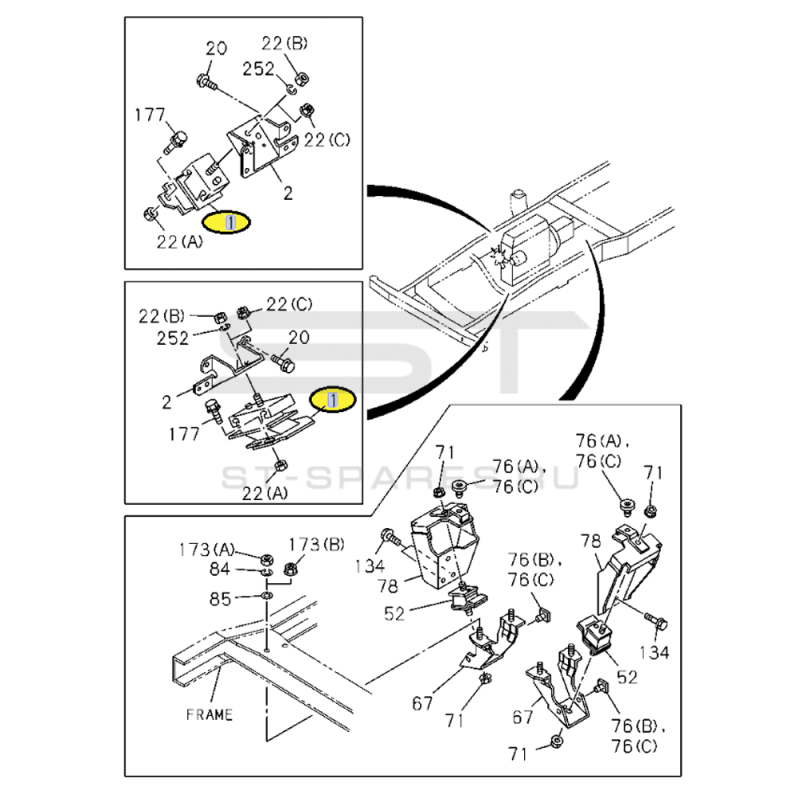 20
22(B)
252
177
22(C)
2
1
22(A)
22(B)
22(C)
252
20
2
1
177
22(A)
ST
ST-SPARES.RU
71
76(A),
76(C)
76(A),
76(C)
71
173(A)
173(B)
84
85
134
78
52
76(B),
76(C)
78
134
52
67
71
67
76(B),
76(C)
71
FRAME